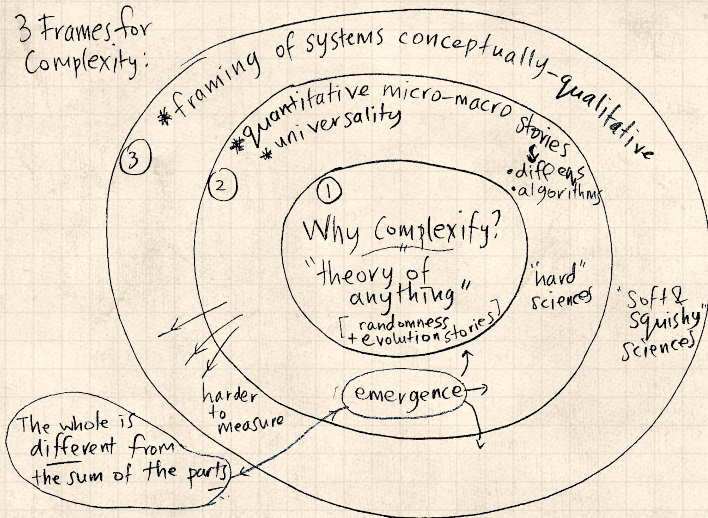 3 Frames for
Complexity:
* framing of systems conceptually-qualitative
3
* quantitative micro-macro stories
* universality
• diff eqs
• algorithms
2
1
Why Complexify?
"theory of
anything"
[randomness
+ evolution stories]
"hard"
sciences
"soft &
squishy"
sciences
harder
to
measure
emergence
The whole is
different from
the sum of the parts